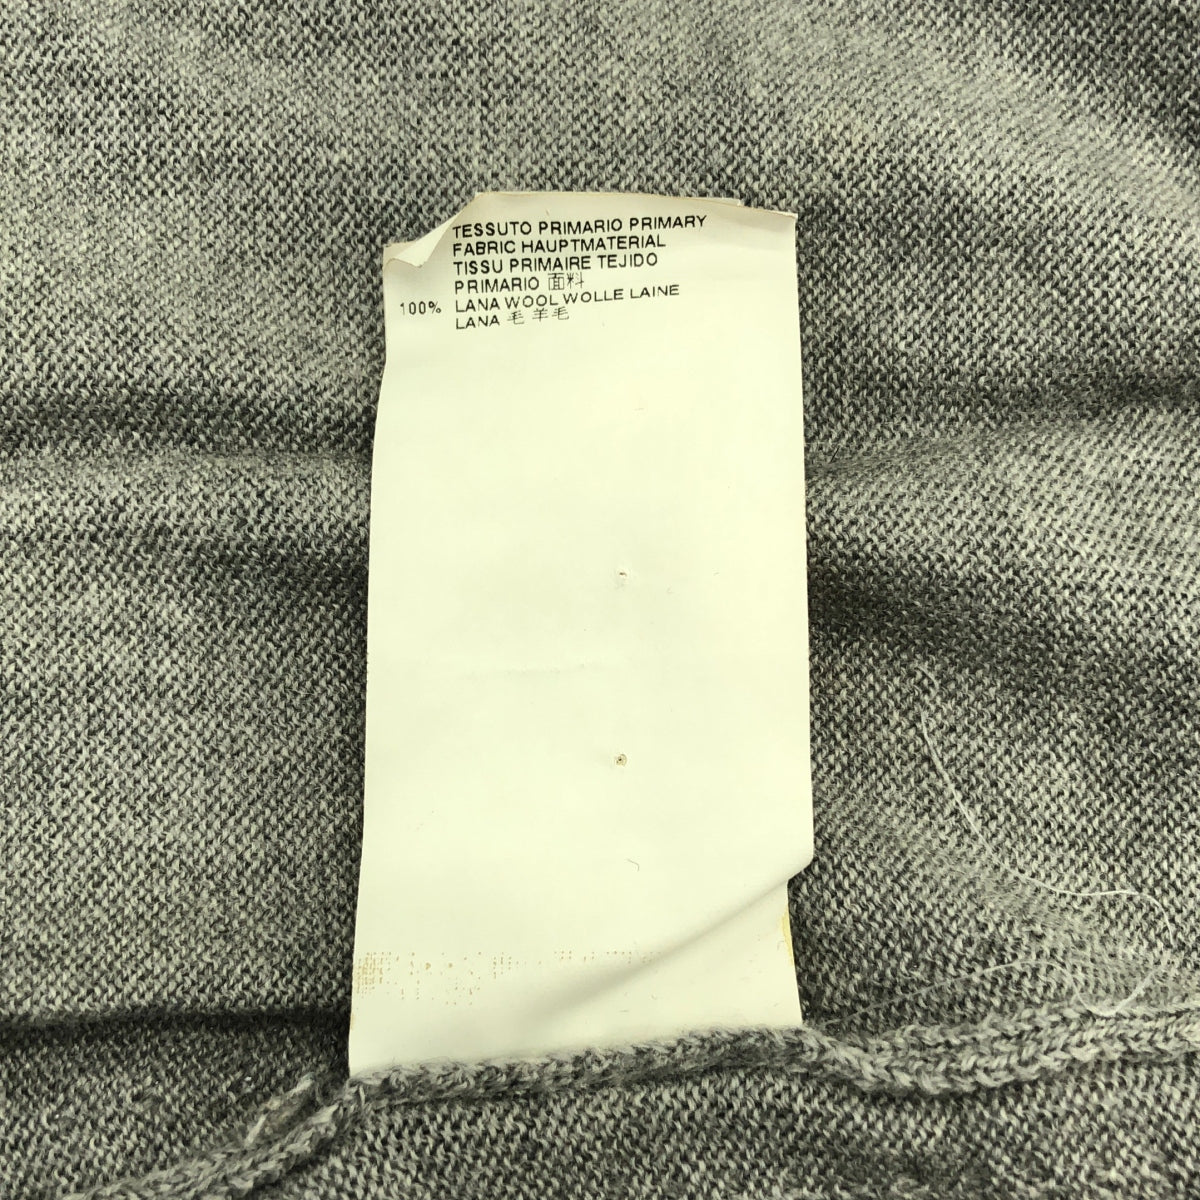 TESSUTO PRIMARIO PRIMARY
FABRIC HAUPTMATERIAL
TISSU PRIMAIRE TEJIDO
PRIMARIO 面料
100% LANA WOOL WOLLE LAINE
LANA 毛 羊毛